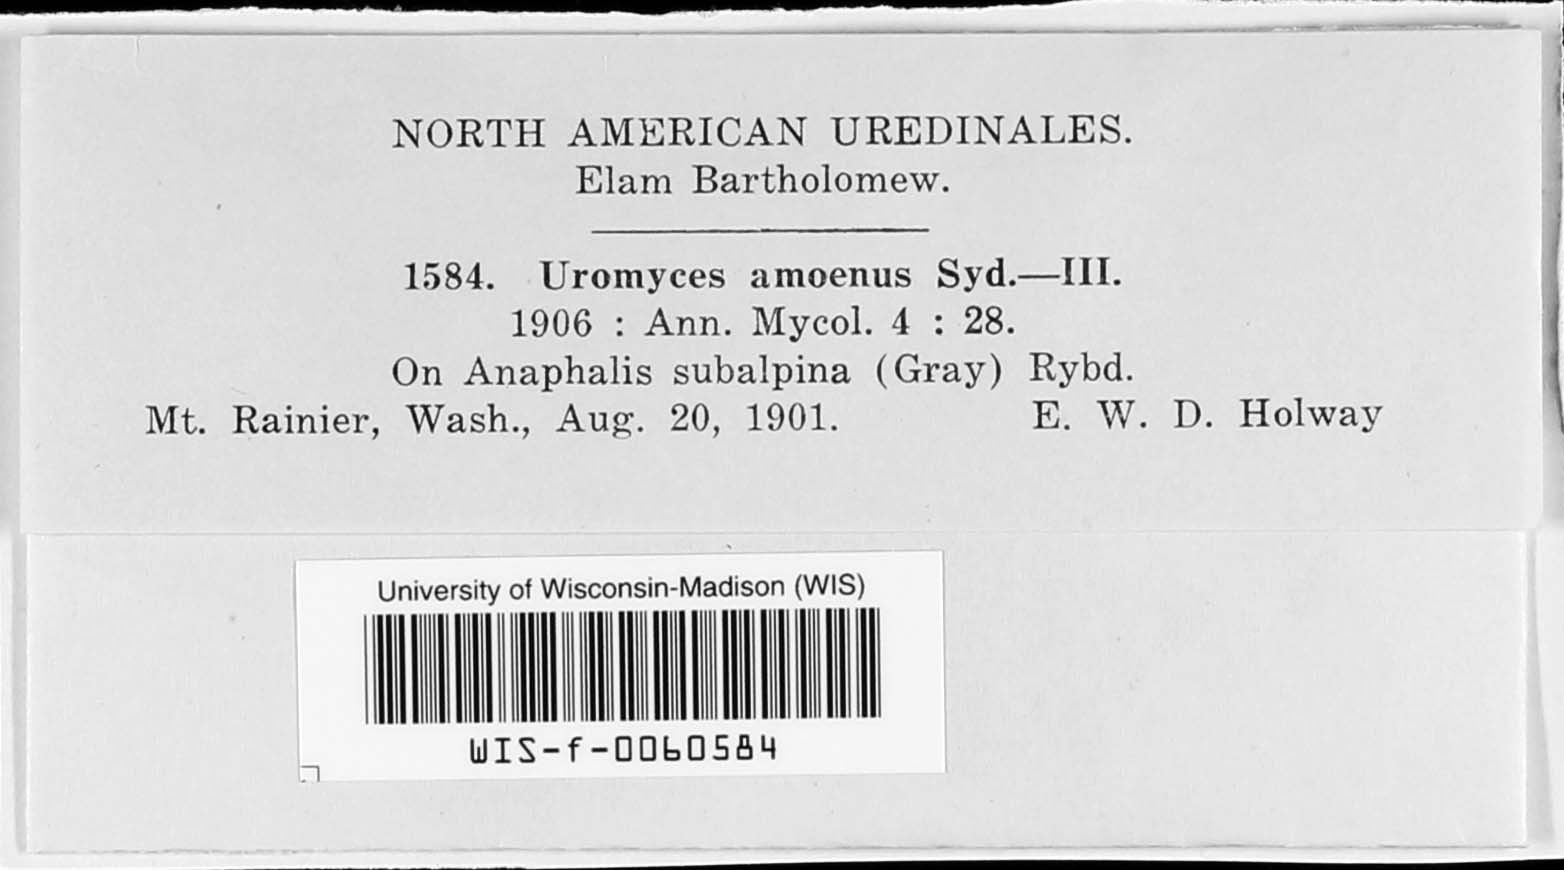 NORTH AMERICAN UREDINALES.
Elam Bartholomew.
1584. Uromyces amoenus Syd.—III.
1906 : Ann. Mycol. 4 : 28.
On Anaphalis subalpina (Gray) Rybd.
Mt. Rainier, Wash., Aug. 20, 1901. E. W. D. Holway
University of Wisconsin-Madison (WIS)
WIS-f-0060584